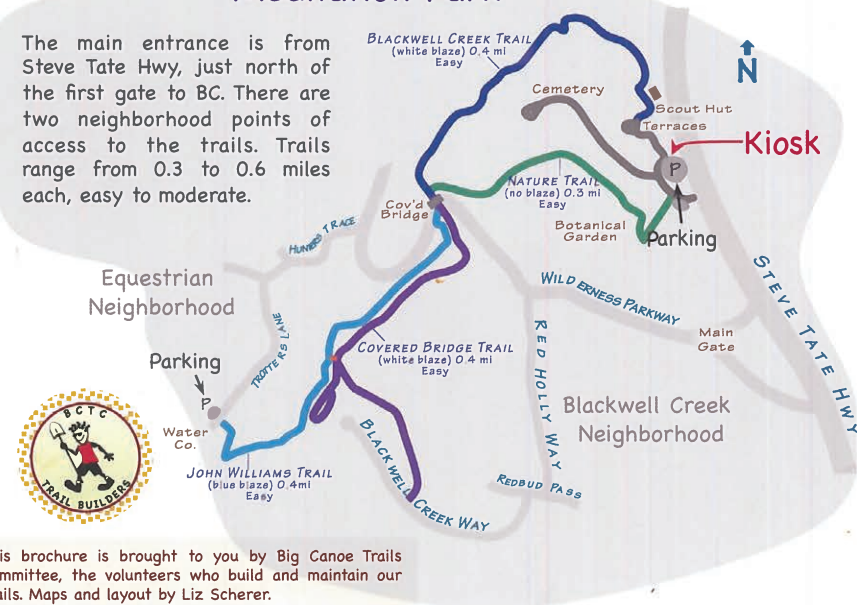 The main entrance is from
Steve Tate Hwy, just north of
the first gate to BC. There are
two neighborhood points of
access to the trails. Trails
range from 0.3 to 0.6 miles
each, easy to moderate.
BLACKWELL CREEK TRAIL
(white blaze) 0.4 mi
Easy
N
Cemetery
Scout Hut
Terraces
Kiosk
P
Parking
NATURE TRAIL
(no blaze) 0.3 mi
Easy
Botanical
Garden
Cov'd
Bridge
HUNTERS TRACE
Equestrian
Neighborhood
TROTTERS LANE
WILDERNESS PARKWAY
STEVE TATE HWY
Main
Gate
RED HOLLY WAY
COVERED BRIDGE TRAIL
(white blaze) 0.4 mi
Easy
Parking
P
Water
Co.
Blackwell Creek
Neighborhood
BLACKWELL CREEK WAY
REDBUD PASS
JOHN WILLIAMS TRAIL
(blue blaze) 0.4mi
Easy
BCTC
TRAIL BUILDERS
is brochure is brought to you by Big Canoe Trails
mmittee, the volunteers who build and maintain our
ails. Maps and layout by Liz Scherer.